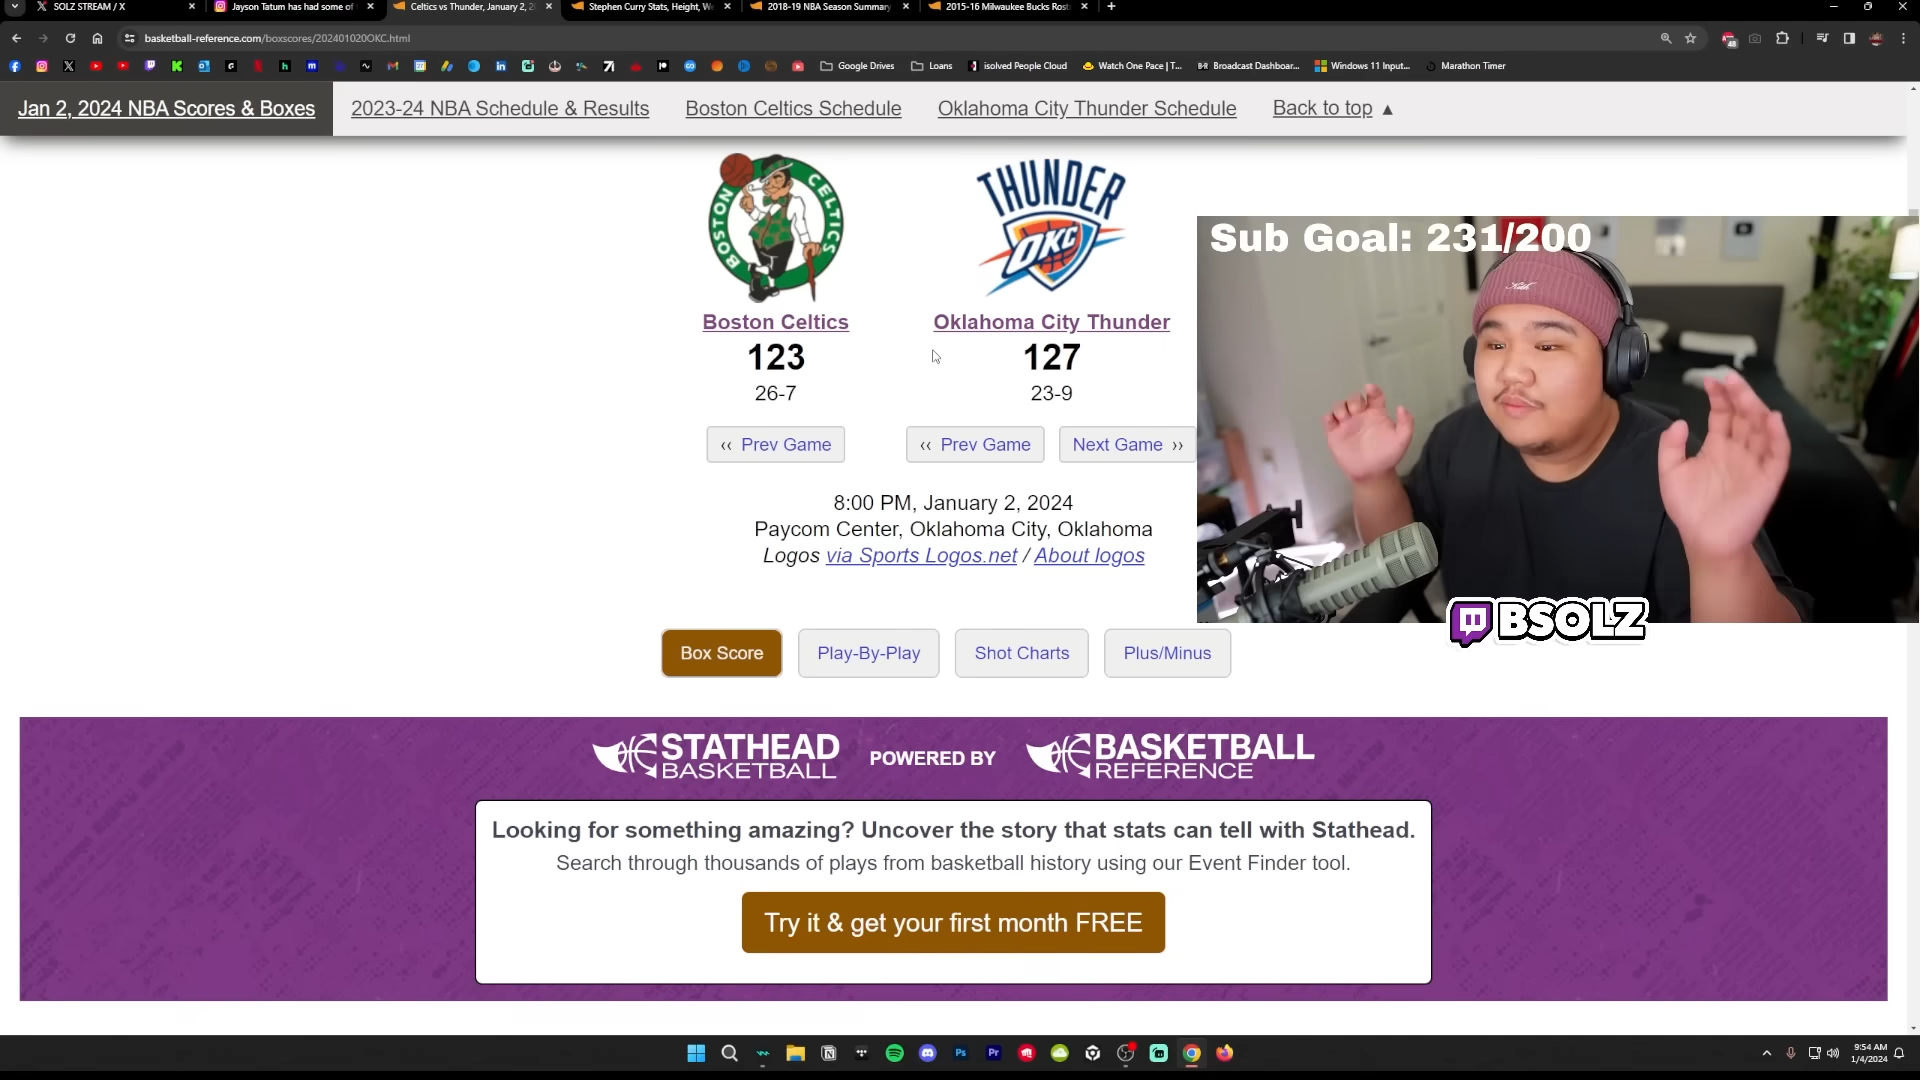 SOLZ STREAM / X
Jayson Tatum has had some of
Celtics vs Thunder, January 2, 2
Stephen Curry Stats, Height, W
2018-19 NBA Season Summary
2015-16 Milwaukee Bucks Rost
basketball-reference.com/boxscores/202401020OKC.html
48
Google Drives
Loans
isolved People Cloud
Watch One Pace | T...
Broadcast Dashboar...
Windows 11 Input...
Marathon Timer
Jan 2, 2024 NBA Scores & Boxes
2023-24 NBA Schedule & Results
Boston Celtics Schedule
Oklahoma City Thunder Schedule
Back to top ▲
BOSTON CELTICS
THUNDER
OKC
Sub Goal: 231/200
Boston Celtics
Oklahoma City Thunder
123
127
26-7
23-9
‹‹ Prev Game
‹‹ Prev Game
Next Game ››
8:00 PM, January 2, 2024
Paycom Center, Oklahoma City, Oklahoma
Logos via Sports Logos.net / About logos
BSOLZ
Box Score
Play-By-Play
Shot Charts
Plus/Minus
STATHEAD
BASKETBALL
POWERED BY
BASKETBALL
REFERENCE
Looking for something amazing? Uncover the story that stats can tell with Stathead.
Search through thousands of plays from basketball history using our Event Finder tool.
Try it & get your first month FREE
Ps
Pr
9:54 AM
1/4/2024